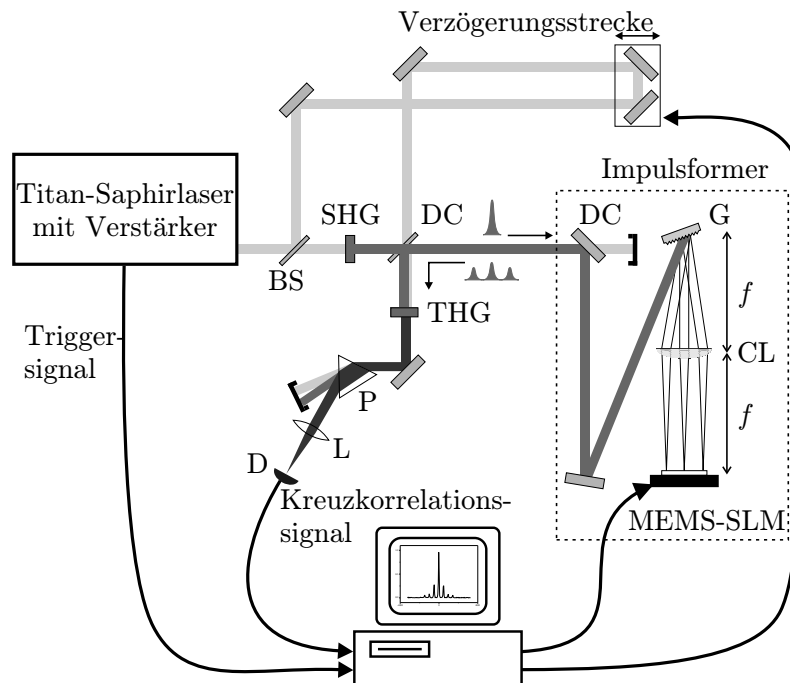 Verzögerungsstrecke
Titan-Saphirlaser
mit Verstärker
Impulsformer
SHG
DC
DC
G
BS
f
Trigger-
signal
THG
CL
P
f
L
D
Kreuzkorrelations-
signal
MEMS-SLM